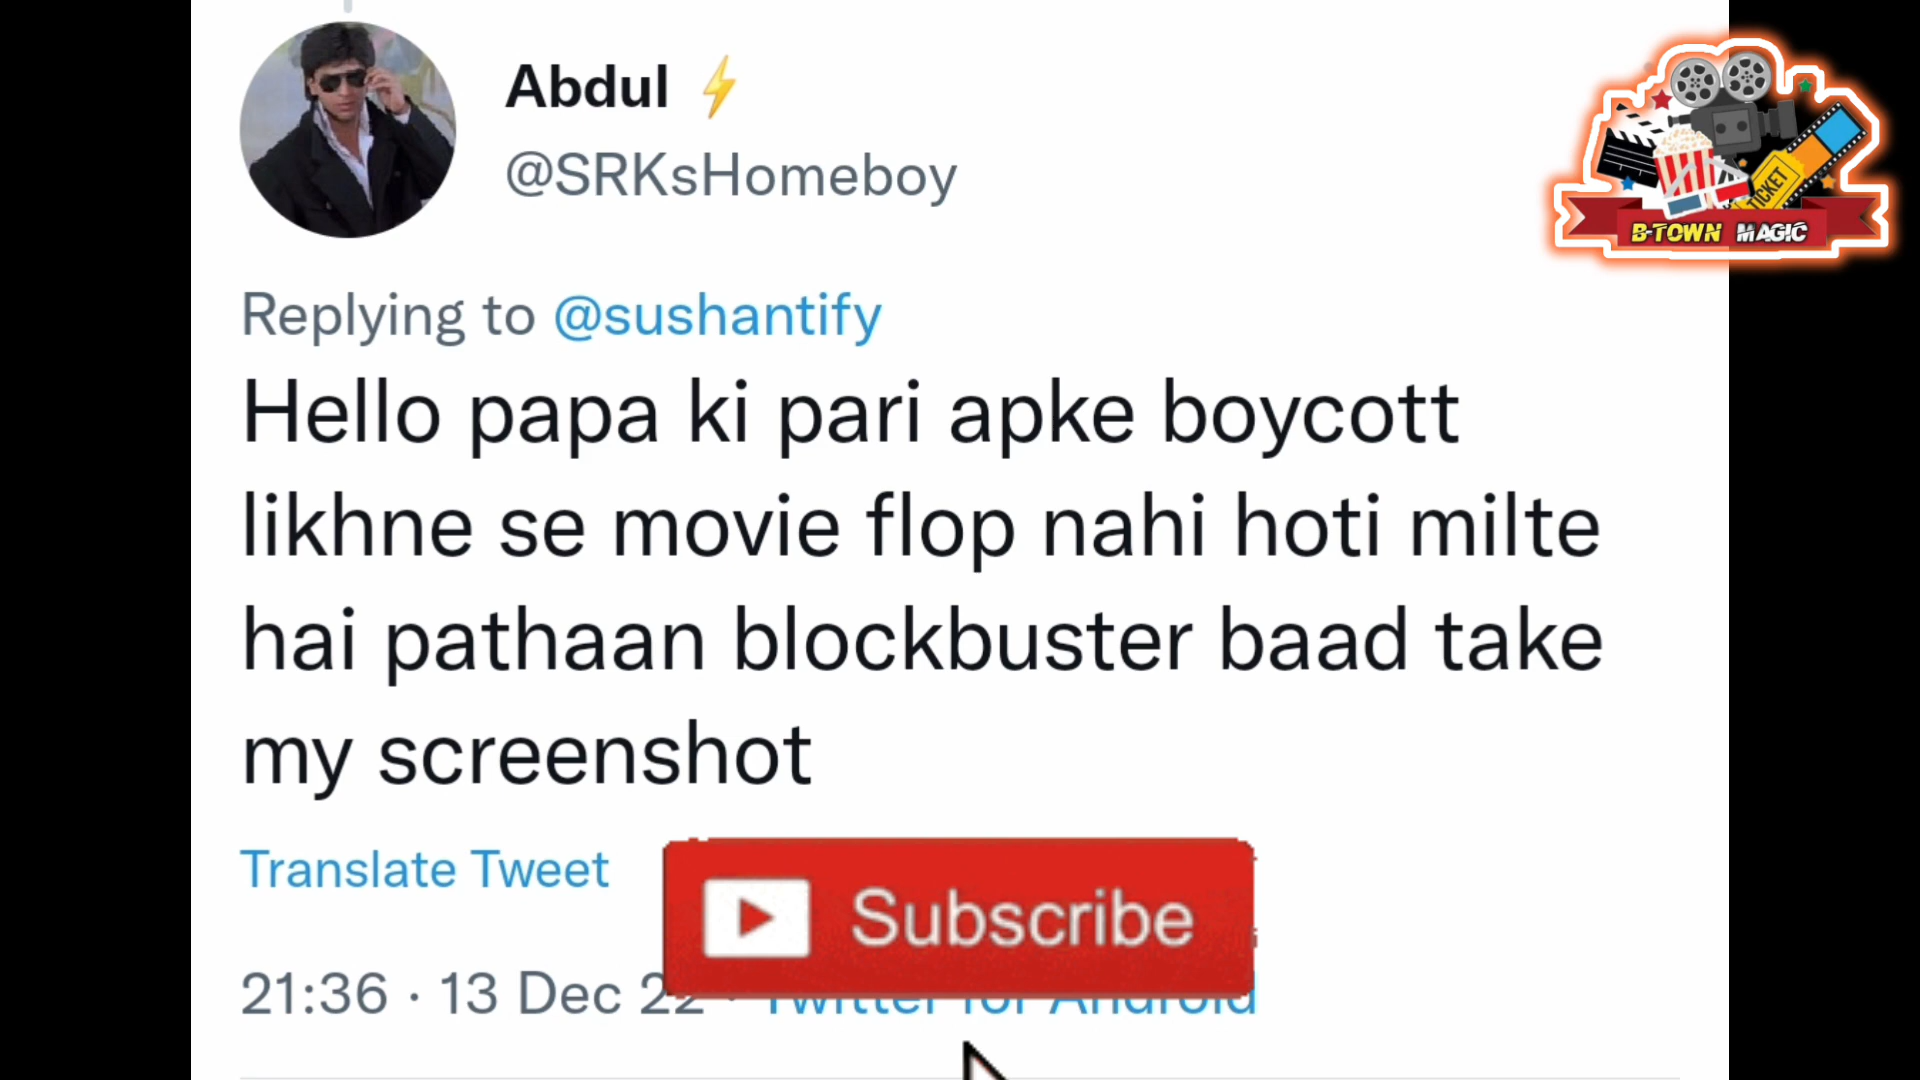 Abdul ⚡
@SRKsHomeboy
TICKET
B-TOWN MAGIC
Replying to @sushantify
Hello papa ki pari apke boycott
likhne se movie flop nahi hoti milte
hai pathaan blockbuster baad take
my screenshot
Translate Tweet
Subscribe
21:36 · 13 Dec 22 · Twitter for Android